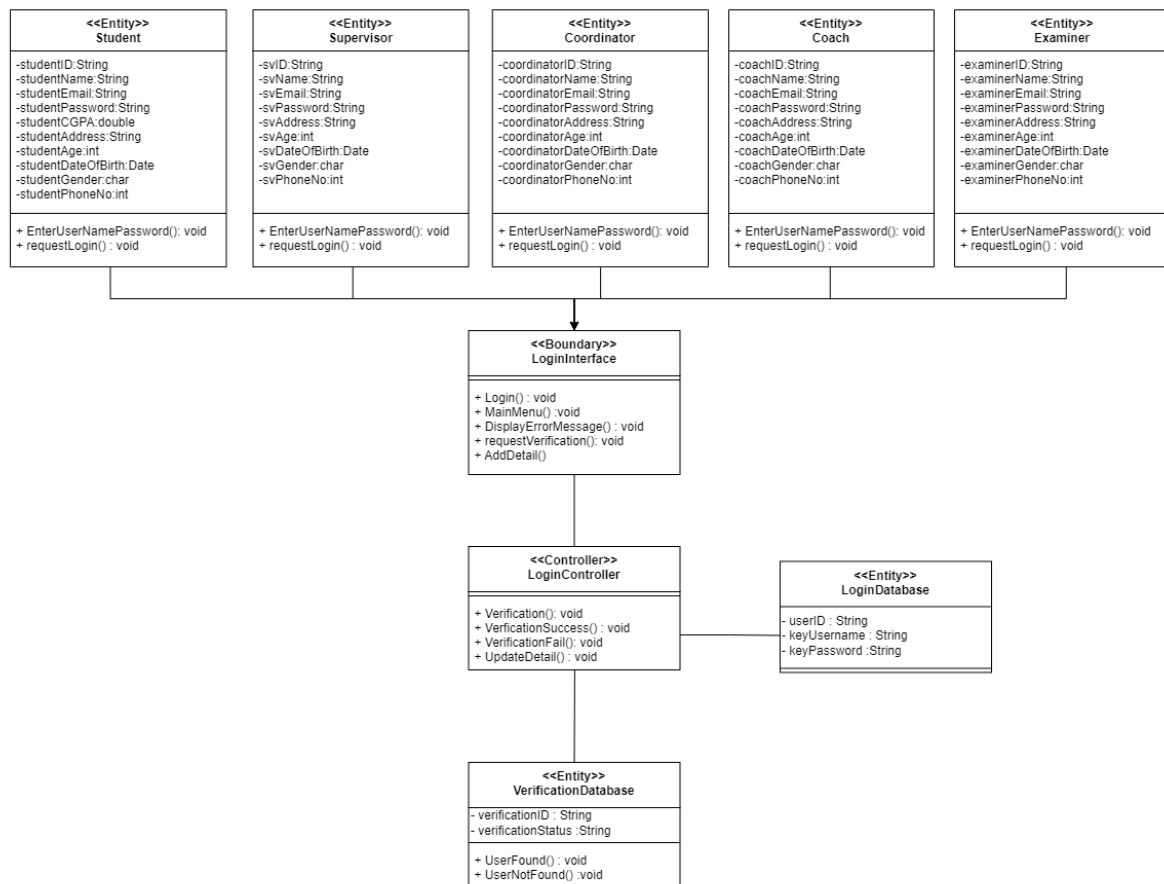 <<Entity>>
Student
-studentID:String
-studentName:String
-studentEmail:String
-studentPassword:String
-studentCGPA:double
-studentAddress:String
-studentAge:int
-studentDateOfBirth:Date
-studentGender:char
-studentPhoneNo:int
+ EnterUserNamePassword(): void
+ requestLogin() : void
<<Entity>>
Supervisor
-svID:String
-svName:String
-svEmail:String
-svPassword:String
-svAddress:String
-svAge:int
-svDateOfBirth:Date
-svGender:char
-svPhoneNo:int
+ EnterUserNamePassword(): void
+ requestLogin() : void
<<Entity>>
Coordinator
-coordinatorID:String
-coordinatorName:String
-coordinatorEmail:String
-coordinatorPassword:String
-coordinatorAddress:String
-coordinatorAge:int
-coordinatorDateOfBirth:Date
-coordinatorGender:char
-coordinatorPhoneNo:int
+ EnterUserNamePassword(): void
+ requestLogin() : void
<<Entity>>
Coach
-coachID:String
-coachName:String
-coachEmail:String
-coachPassword:String
-coachAddress:String
-coachAge:int
-coachDateOfBirth:Date
-coachGender:char
-coachPhoneNo:int
+ EnterUserNamePassword(): void
+ requestLogin() : void
<<Entity>>
Examiner
-examinerID:String
-examinerName:String
-examinerEmail:String
-examinerPassword:String
-examinerAddress:String
-examinerAge:int
-examinerDateOfBirth:Date
-examinerGender:char
-examinerPhoneNo:int
+ EnterUserNamePassword(): void
+ requestLogin() : void
<<Boundary>>
LoginInterface
+ Login() : void
+ MainMenu() :void
+ DisplayErrorMessage() : void
+ requestVerification(): void
+ AddDetail()
<<Controller>>
LoginController
+ Verification(): void
+ VerficationSuccess() : void
+ VerificationFail(): void
+ UpdateDetail() : void
<<Entity>>
LoginDatabase
- userID : String
- keyUsername : String
- keyPassword :String
<<Entity>>
VerificationDatabase
- verificationID : String
- verificationStatus :String
+ UserFound() : void
+ UserNotFound() :void